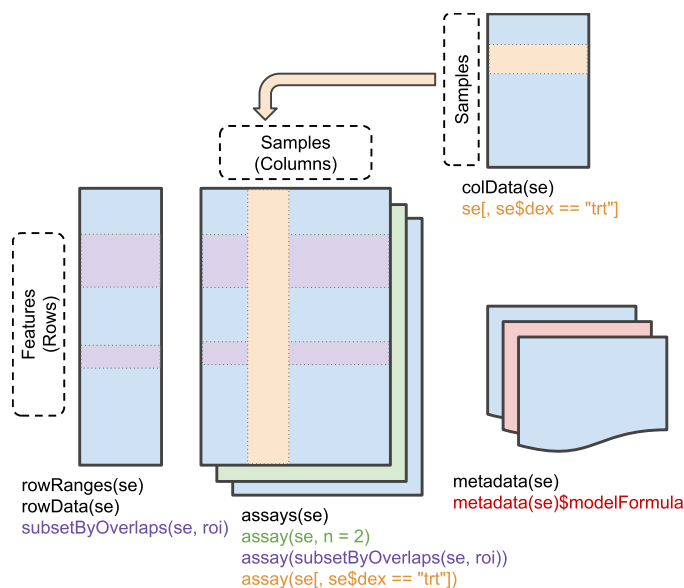 Samples
Samples
(Columns)
colData(se)
se[, se$dex == "trt"]
Features
(Rows)
rowRanges(se)
rowData(se)
subsetByOverlaps(se, roi)
assays(se)
assay(se, n = 2)
assay(subsetByOverlaps(se, roi))
assay(se[, se$dex == "trt"])
metadata(se)
metadata(se)$modelFormula